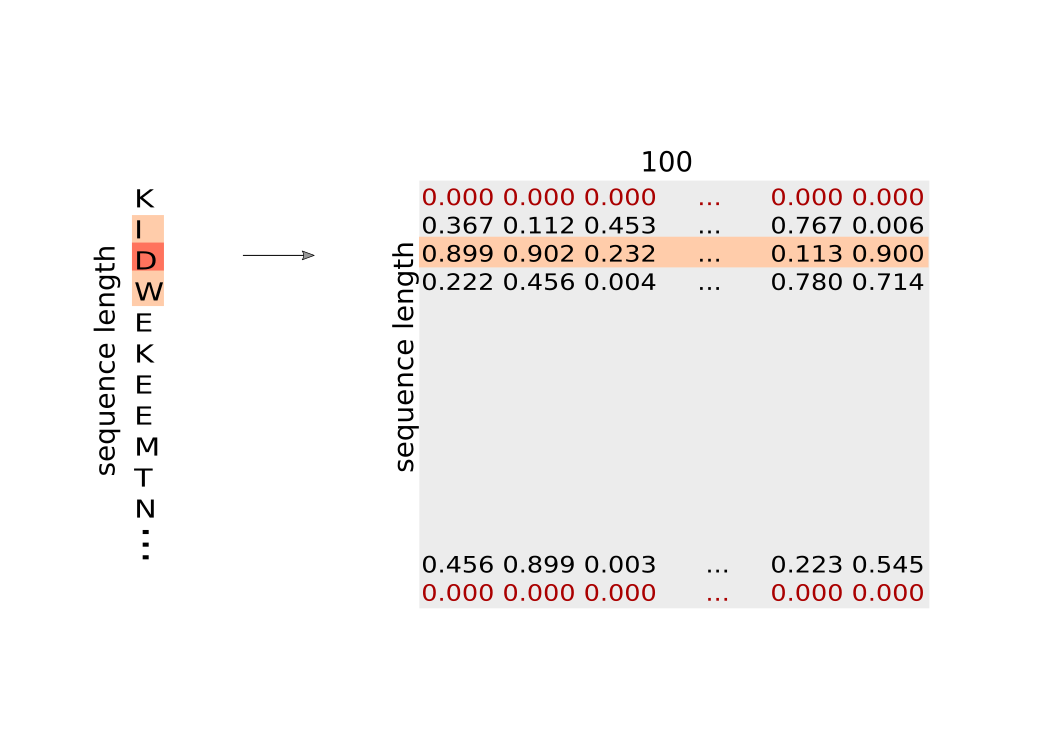 100
sequence length
K
I
D
W
E
K
E
E
M
T
N
...
sequence length
0.000 0.000 0.000 ... 0.000 0.000
0.367 0.112 0.453 ... 0.767 0.006
0.899 0.902 0.232 ... 0.113 0.900
0.222 0.456 0.004 ... 0.780 0.714
0.456 0.899 0.003 ... 0.223 0.545
0.000 0.000 0.000 ... 0.000 0.000